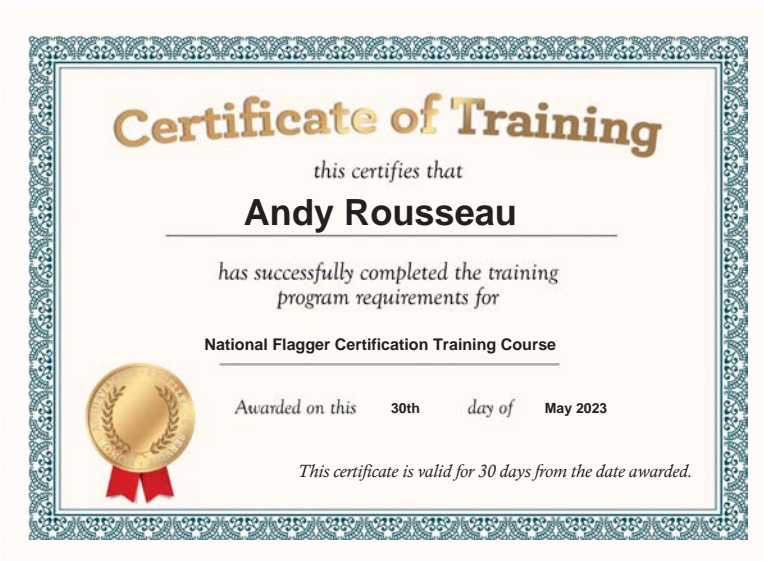 Certificate of Training
this certifies that
Andy Rousseau
has successfully completed the training
program requirements for
National Flagger Certification Training Course
Awarded on this 30th day of May 2023
This certificate is valid for 30 days from the date awarded.